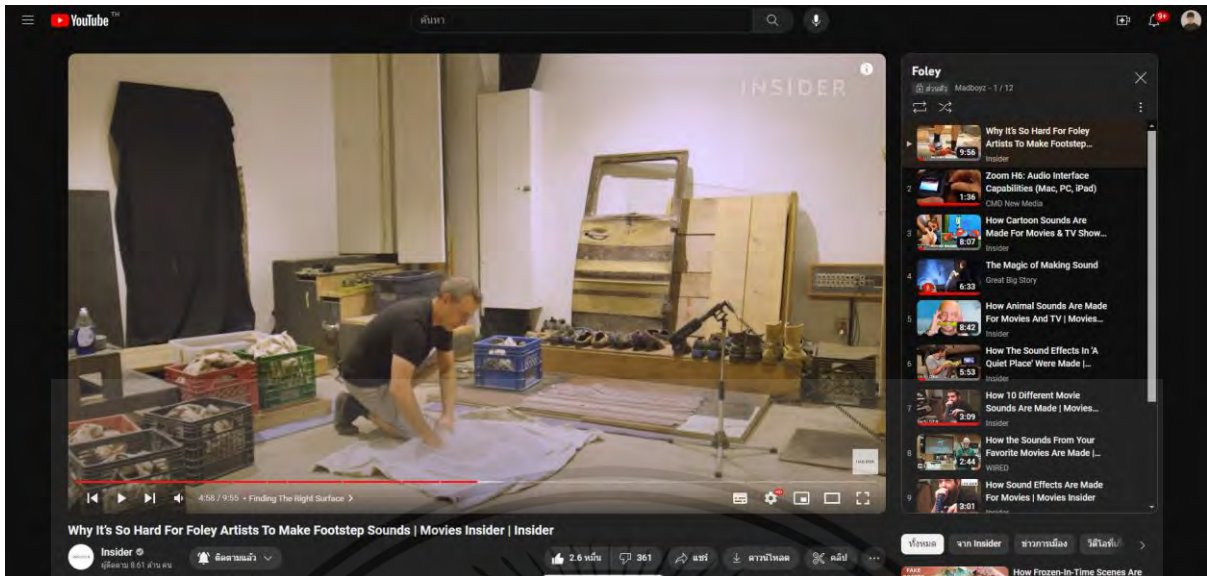 YouTube TH
ค้นหา
9+
INSIDER
4:58 / 9:55 • Finding The Right Surface
Why It's So Hard For Foley Artists To Make Footstep Sounds | Movies Insider | Insider
Insider
ผู้ติดตาม 8.61 ล้าน คน
ติดตามแล้ว
2.6 หมื่น
361
แชร์
ดาวน์โหลด
คลิป
Foley
ส่วนตัว Madboyz - 1 / 12
Why It's So Hard For Foley
Artists To Make Footstep...
Insider
9:56
2
Zoom H6: Audio Interface
Capabilities (Mac, PC, iPad)
CMD New Media
1:36
3
How Cartoon Sounds Are
Made For Movies & TV Show...
Insider
8:07
4
The Magic of Making Sound
Great Big Story
6:33
5
How Animal Sounds Are Made
For Movies And TV | Movies...
Insider
8:42
6
How The Sound Effects In 'A
Quiet Place' Were Made |...
Insider
5:53
7
How 10 Different Movie
Sounds Are Made | Movies...
Insider
3:09
8
How the Sounds From Your
Favorite Movies Are Made |...
WIRED
2:44
9
How Sound Effects Are Made
For Movies | Movies Insider
Insider
3:01
ทั้งหมด
จาก Insider
ข่าวการเมือง
How Frozen-In-Time Scenes Are
FAKE